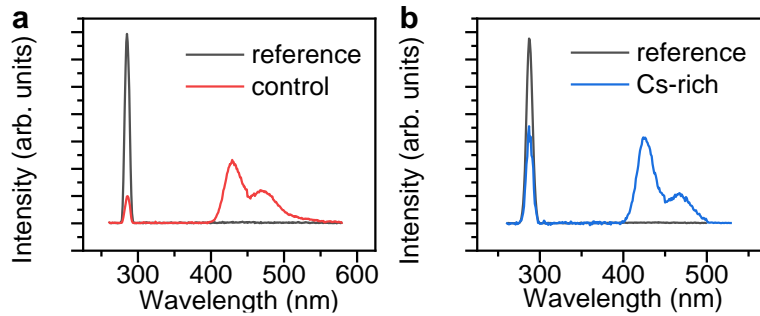 a
reference
control
Intensity (arb. units)
300 400 500 600
Wavelength (nm)
b
reference
Cs-rich
Intensity (arb. units)
300 400 500
Wavelength (nm)